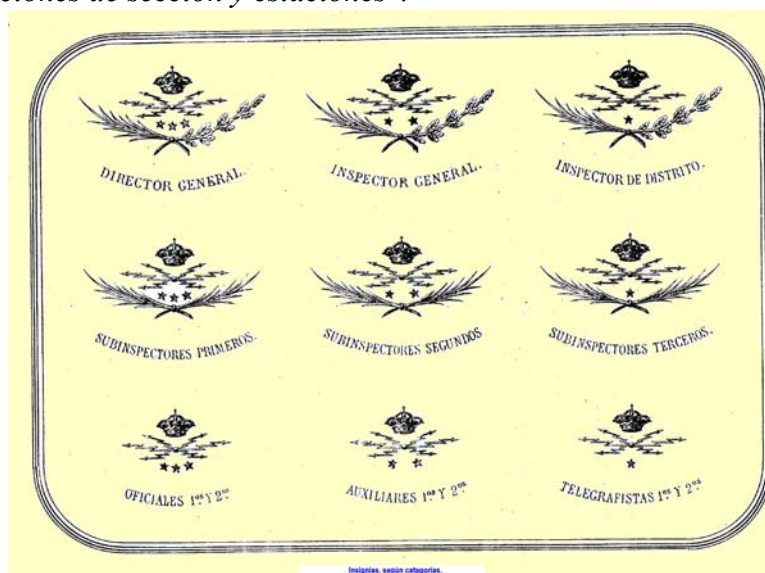 ciones de sección y estaciones".
DIRECTOR GENERAL.
INSPECTOR GENERAL.
INSPECTOR DE DISTRITO.
SUBINSPECTORES PRIMEROS.
SUBINSPECTORES SEGUNDOS
SUBINSPECTORES TERCEROS.
OFICIALES 1.os Y 2.os
AUXILIARES 1.os Y 2.os
TELEGRAFISTAS 1.os Y 2.os
Insignias, según categorías.